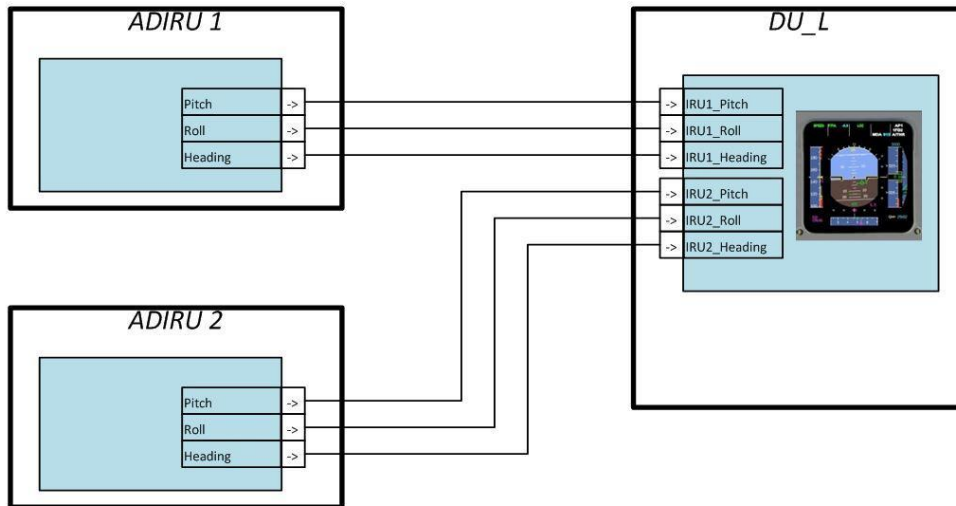 ADIRU 1
Pitch ->
Roll ->
Heading ->
DU_L
-> IRU1_Pitch
-> IRU1_Roll
-> IRU1_Heading
-> IRU2_Pitch
-> IRU2_Roll
-> IRU2_Heading
ADIRU 2
Pitch ->
Roll ->
Heading ->